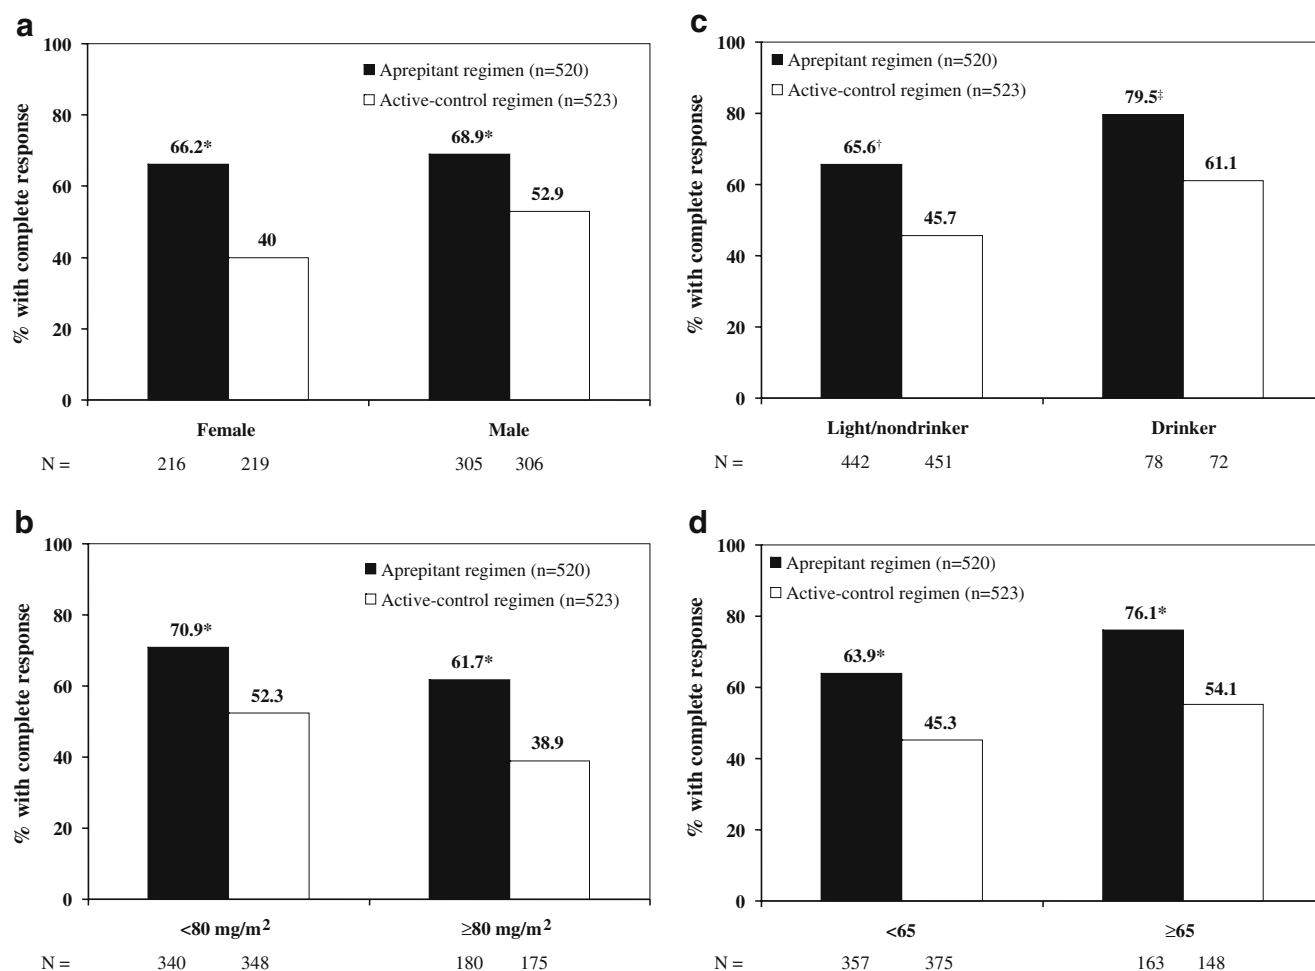 a
100
80
60
40
20
0
% with complete response
■ Aprepitant regimen (n=520)
□ Active-control regimen (n=523)
66.2*
40
68.9*
52.9
Female Male
N = 216 219 305 306
b
100
80
60
40
20
0
% with complete response
■ Aprepitant regimen (n=520)
□ Active-control regimen (n=523)
70.9*
52.3
61.7*
38.9
<80 mg/m² ≥80 mg/m²
N = 340 348 180 175
c
100
80
60
40
20
0
% with complete response
■ Aprepitant regimen (n=520)
□ Active-control regimen (n=523)
65.6†
45.7
79.5‡
61.1
Light/nondrinker Drinker
N = 442 451 78 72
d
100
80
60
40
20
0
% with complete response
■ Aprepitant regimen (n=520)
□ Active-control regimen (n=523)
63.9*
45.3
76.1*
54.1
<65 ≥65
N = 357 375 163 148